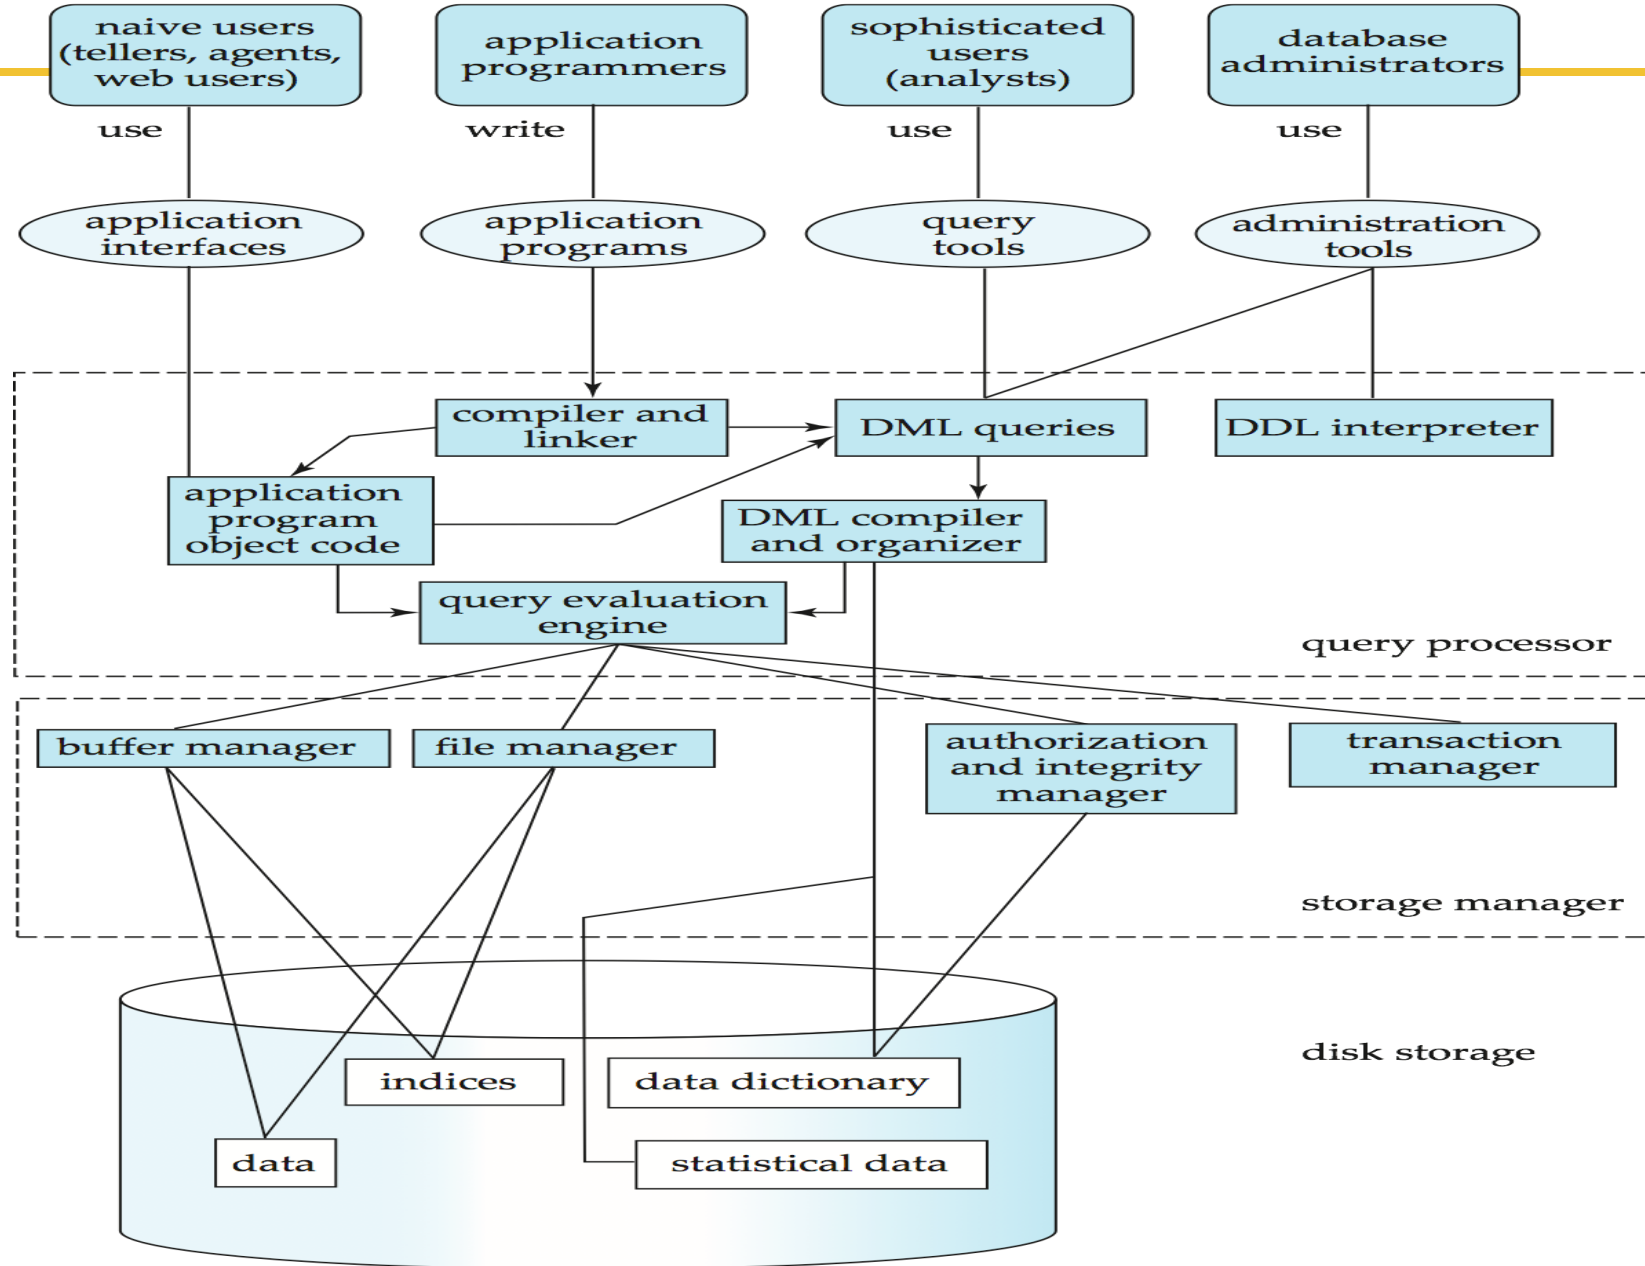 naive users
(tellers, agents,
web users)
application
programmers
sophisticated
users
(analysts)
database
administrators
use
write
use
use
application
interfaces
application
programs
query
tools
administration
tools
compiler and
linker
DML queries
DDL interpreter
application
program
object code
DML compiler
and organizer
query evaluation
engine
query processor
buffer manager
file manager
authorization
and integrity
manager
transaction
manager
storage manager
disk storage
indices
data dictionary
data
statistical data